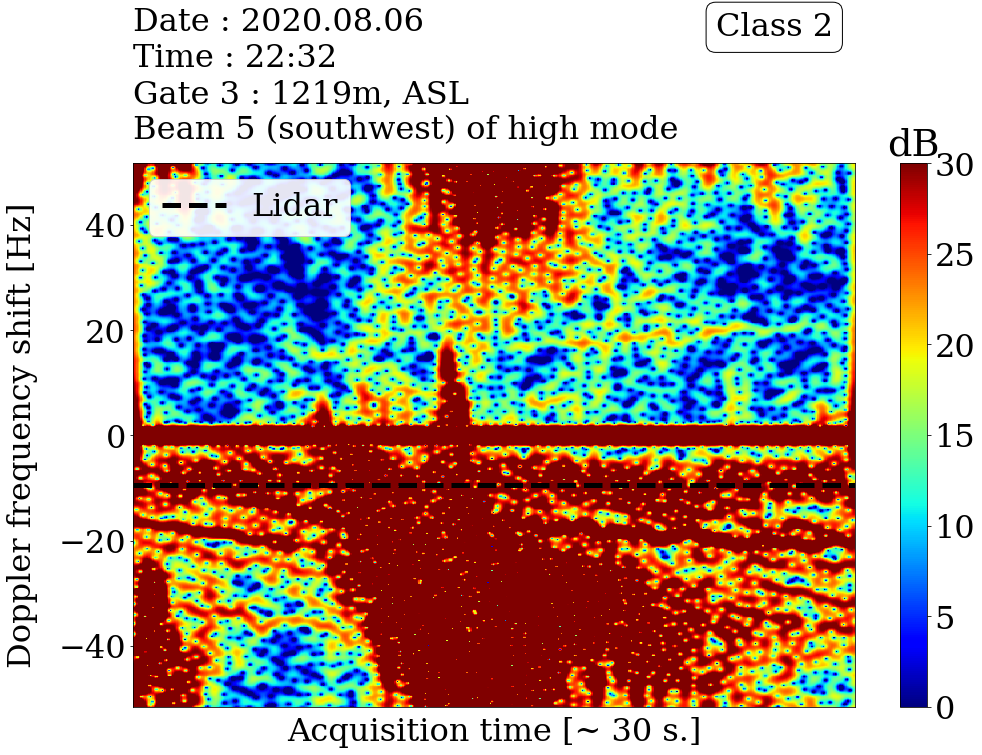 Date : 2020.08.06
Class 2
Time : 22:32
Gate 3 : 1219m, ASL
Beam 5 (southwest) of high mode
dB
Lidar
Doppler frequency shift [Hz]
40
20
0
−20
−40
30
25
20
15
10
5
0
Acquisition time [~ 30 s.]